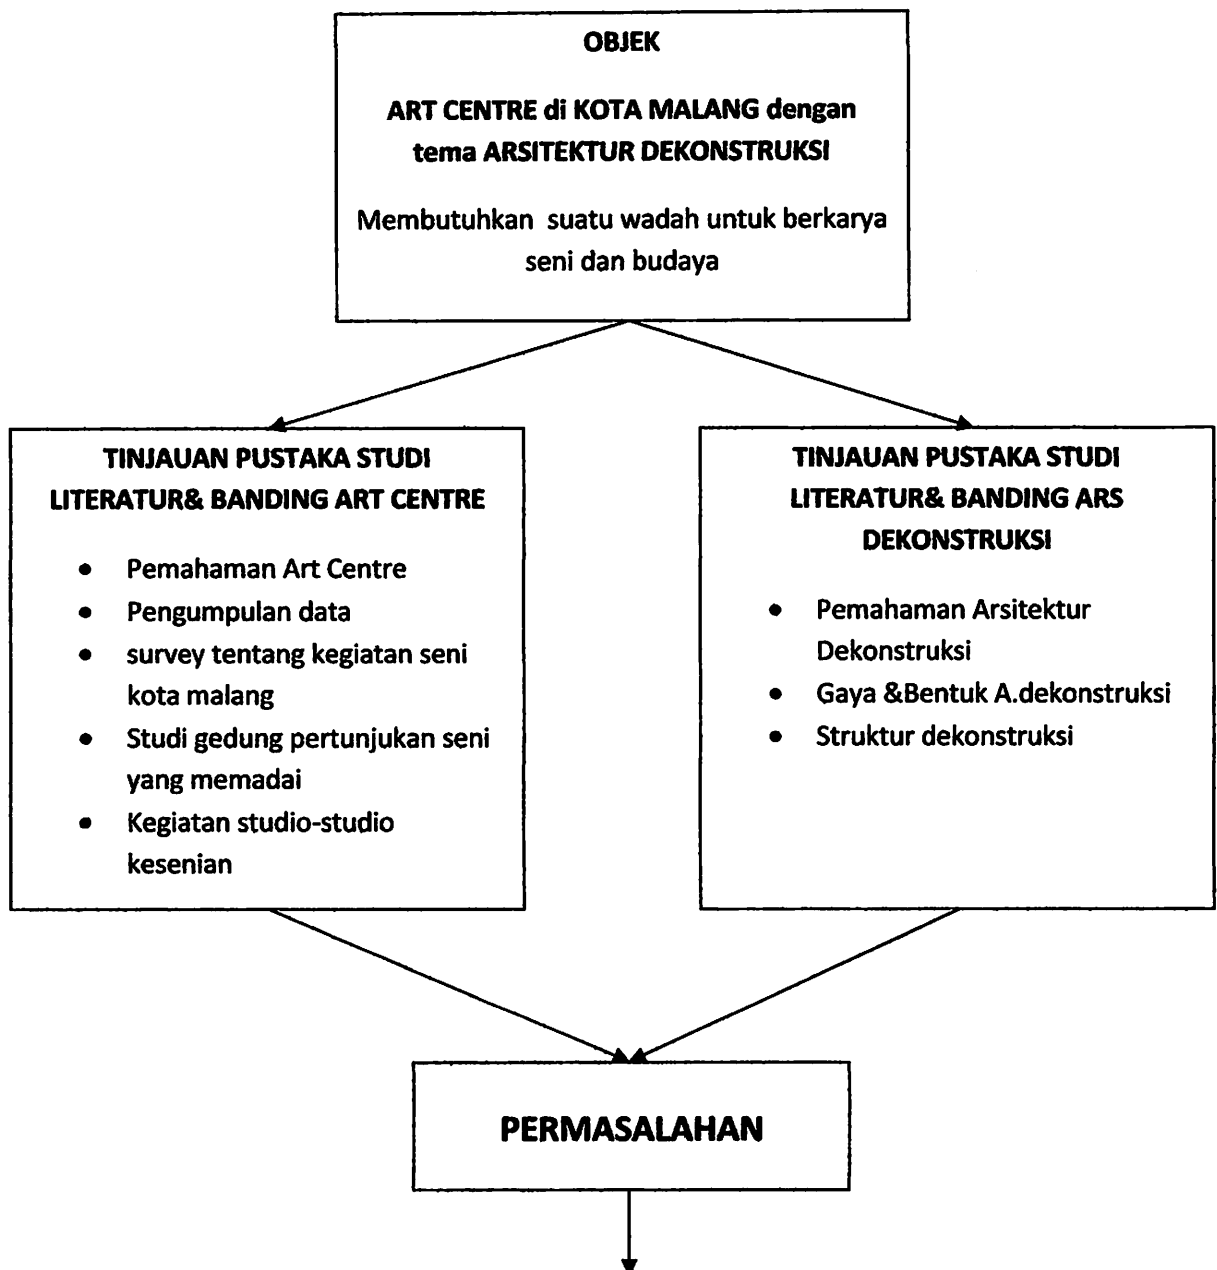 OBJEK
ART CENTRE di KOTA MALANG dengan
tema ARSITEKTUR DEKONSTRUKSI
Membutuhkan suatu wadah untuk berkarya
seni dan budaya
TINJAUAN PUSTAKA STUDI
LITERATUR& BANDING ART CENTRE
• Pemahaman Art Centre
• Pengumpulan data
• survey tentang kegiatan seni
kota malang
• Studi gedung pertunjukan seni
yang memadai
• Kegiatan studio-studio
kesenian
TINJAUAN PUSTAKA STUDI
LITERATUR& BANDING ARS
DEKONSTRUKSI
• Pemahaman Arsitektur
Dekonstruksi
• Gaya &Bentuk A.dekonstruksi
• Struktur dekonstruksi
PERMASALAHAN